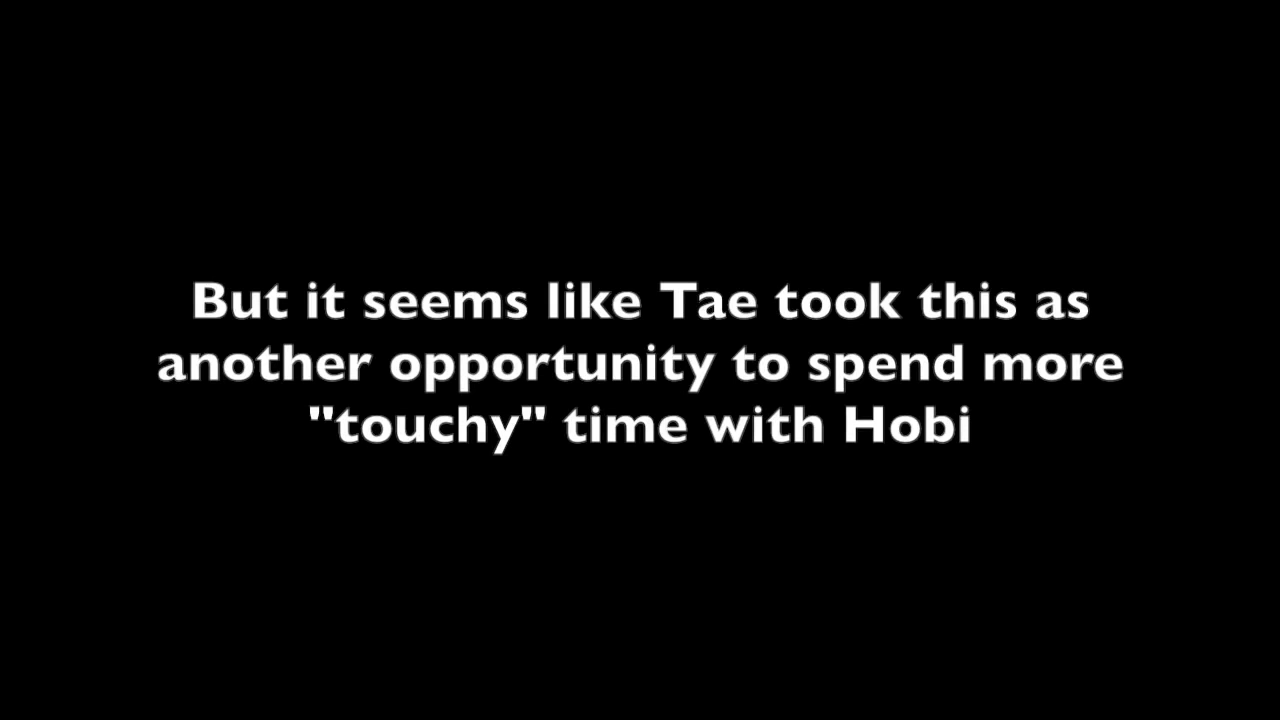 But it seems like Tae took this as
another opportunity to spend more
"touchy" time with Hobi